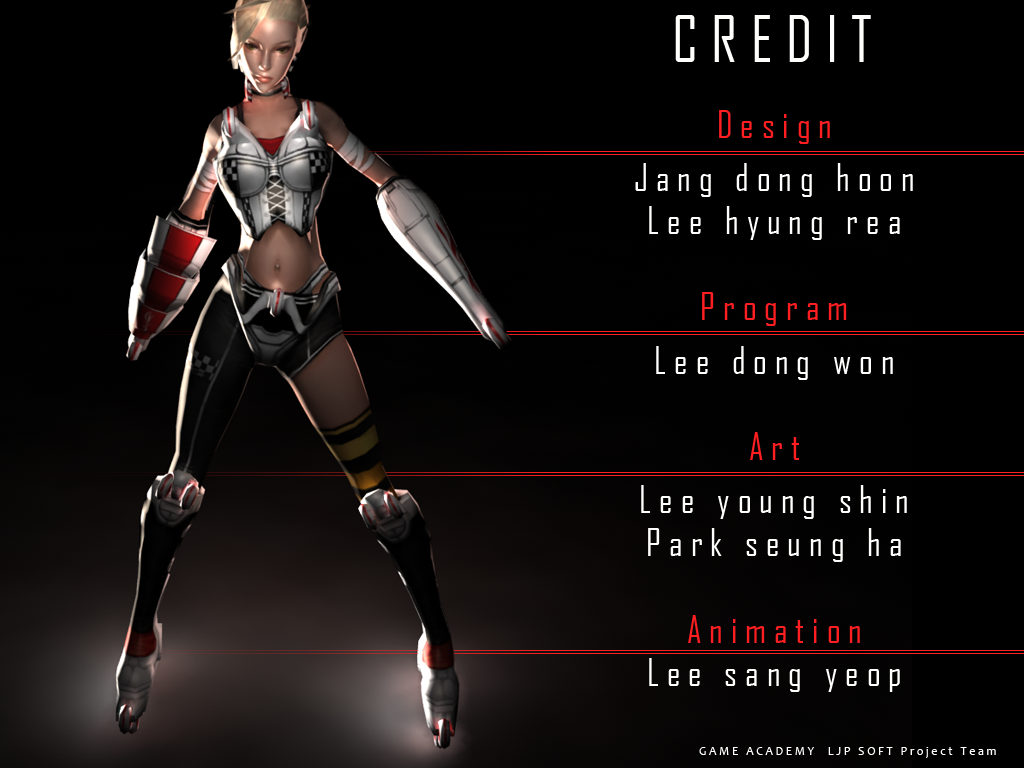 CREDIT
Design
Jang dong hoon
Lee hyung rea
Program
Lee dong won
Art
Lee young shin
Park seung ha
Animation
Lee sang yeop
GAME ACADEMY LJP SOFT Project Team